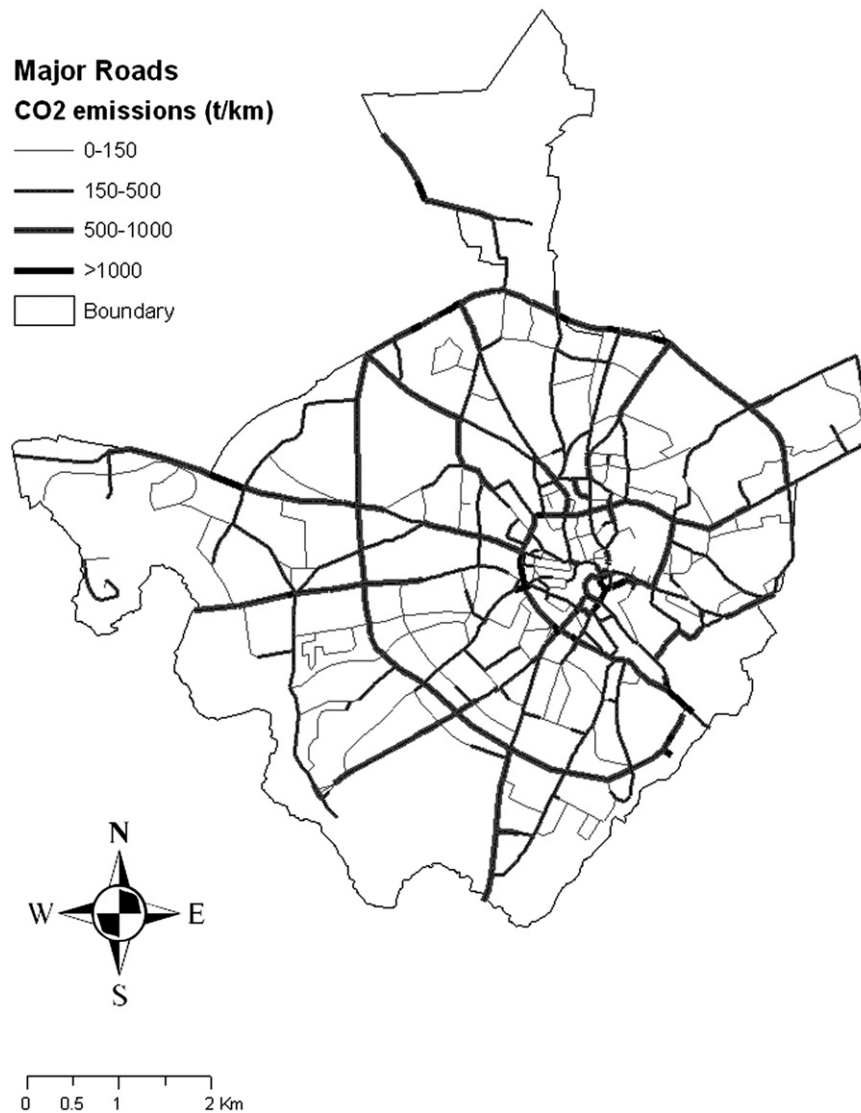 Major Roads
CO2 emissions (t/km)
0-150
150-500
500-1000
>1000
Boundary
N
W E
S
0 0.5 1 2 Km